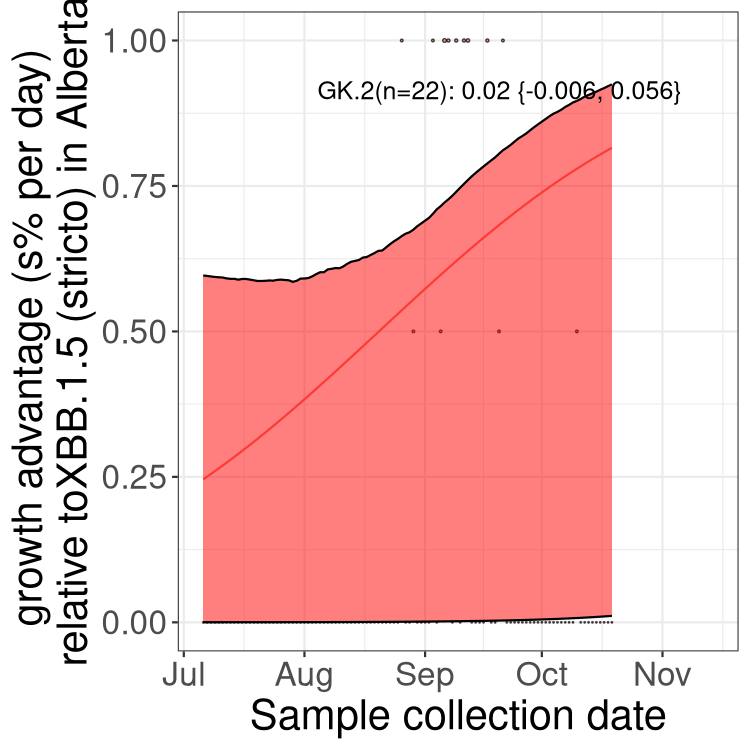 growth advantage (s% per day)
relative toXBB.1.5 (stricto) in Alberta
1.00
0.75
0.50
0.25
0.00
GK.2(n=22): 0.02 {-0.006, 0.056}
Jul Aug Sep Oct Nov
Sample collection date